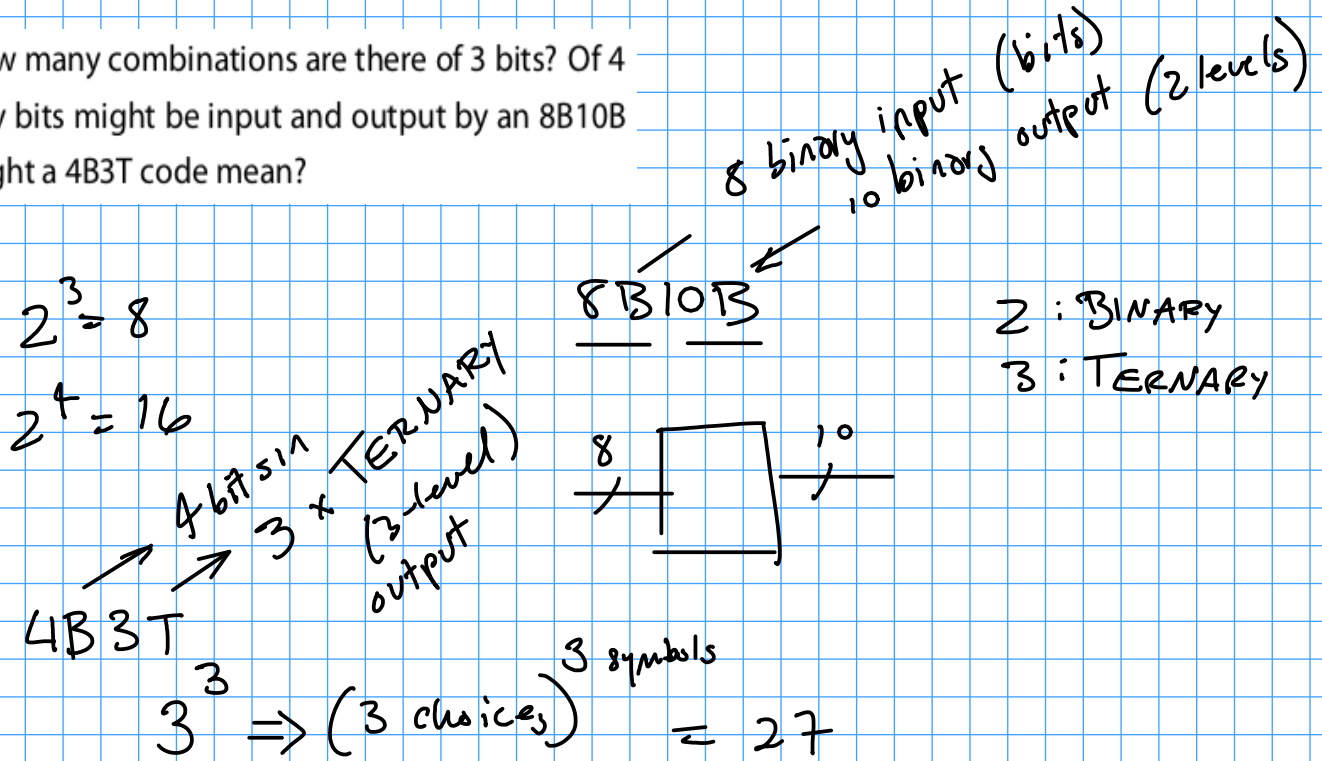 w many combinations are there of 3 bits? Of 4
y bits might be input and output by an 8B10B
ght a 4B3T code mean?
8 binary input (bits)
10 binary output (2 levels)
8B10B
2³ = 8
2⁴ = 16
2 : BINARY
3 : TERNARY
8
10
4 bits in
3 x TERNARY
(3-level)
output
4B3T
3³ ⇒ (3 choices)³ symbols = 27